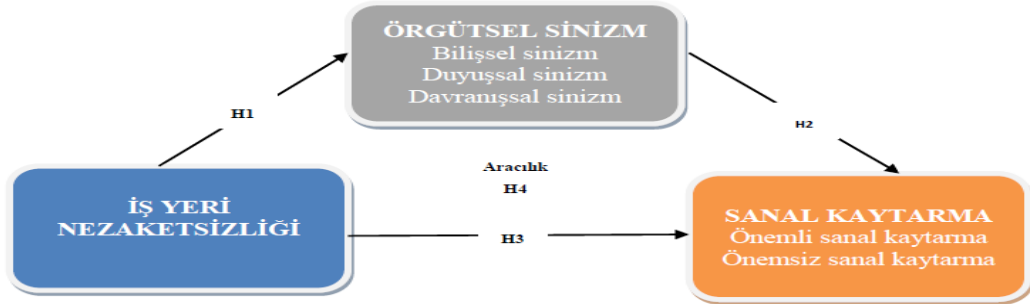 ÖRGÜTSEL SİNİZM
Bilişsel sinizm
Duyuşsal sinizm
Davranışsal sinizm
H1
H2
Aracılık
H4
İŞ YERİ
NEZAKETSİZLİĞİ
H3
SANAL KAYTARMA
Önemli sanal kaytarma
Önemsiz sanal kaytarma